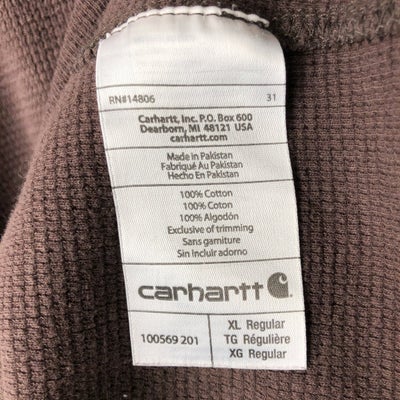 RN#14806 31
Carhartt, Inc. P.O. Box 600
Dearborn, MI 48121 USA
carhartt.com
Made in Pakistan
Fabriqué Au Pakistan
Hecho En Pakistan
100% Cotton
100% Coton
100% Algodón
Exclusive of trimming
Sans garniture
Sin incluir adorno
carhartt
100569 201
XL Regular
TG Régulière
XG Regular